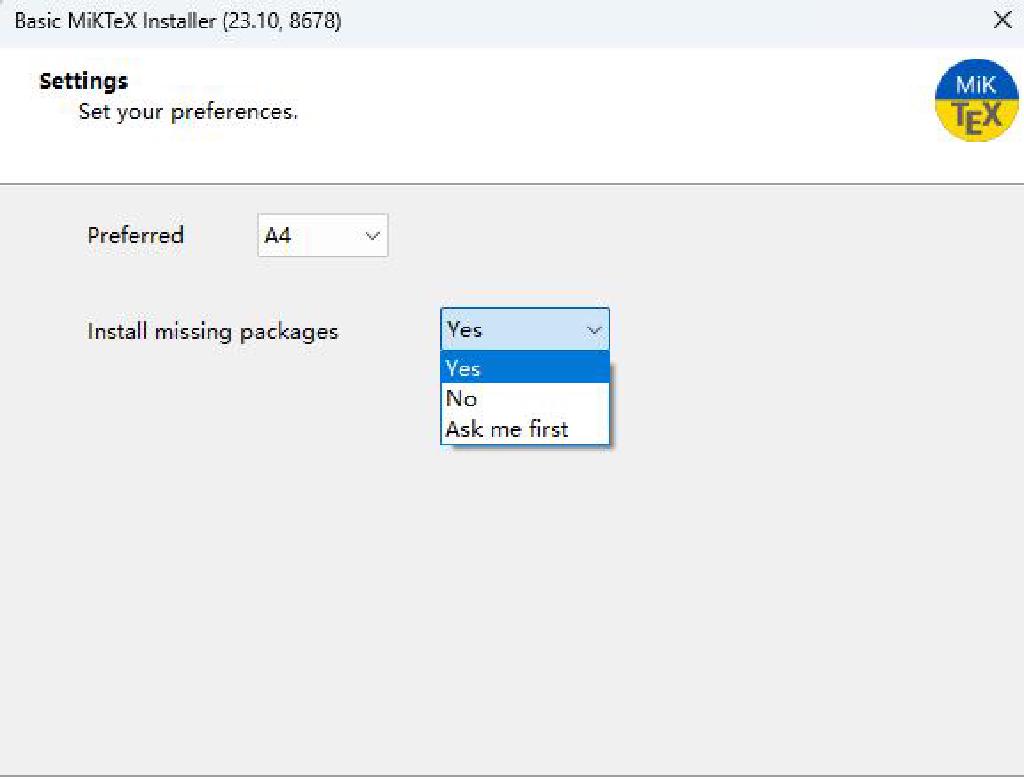 Basic MiKTeX Installer (23.10, 8678)
Settings
Set your preferences.
MiK
TEX
Preferred
A4
Install missing packages
Yes
Yes
No
Ask me first